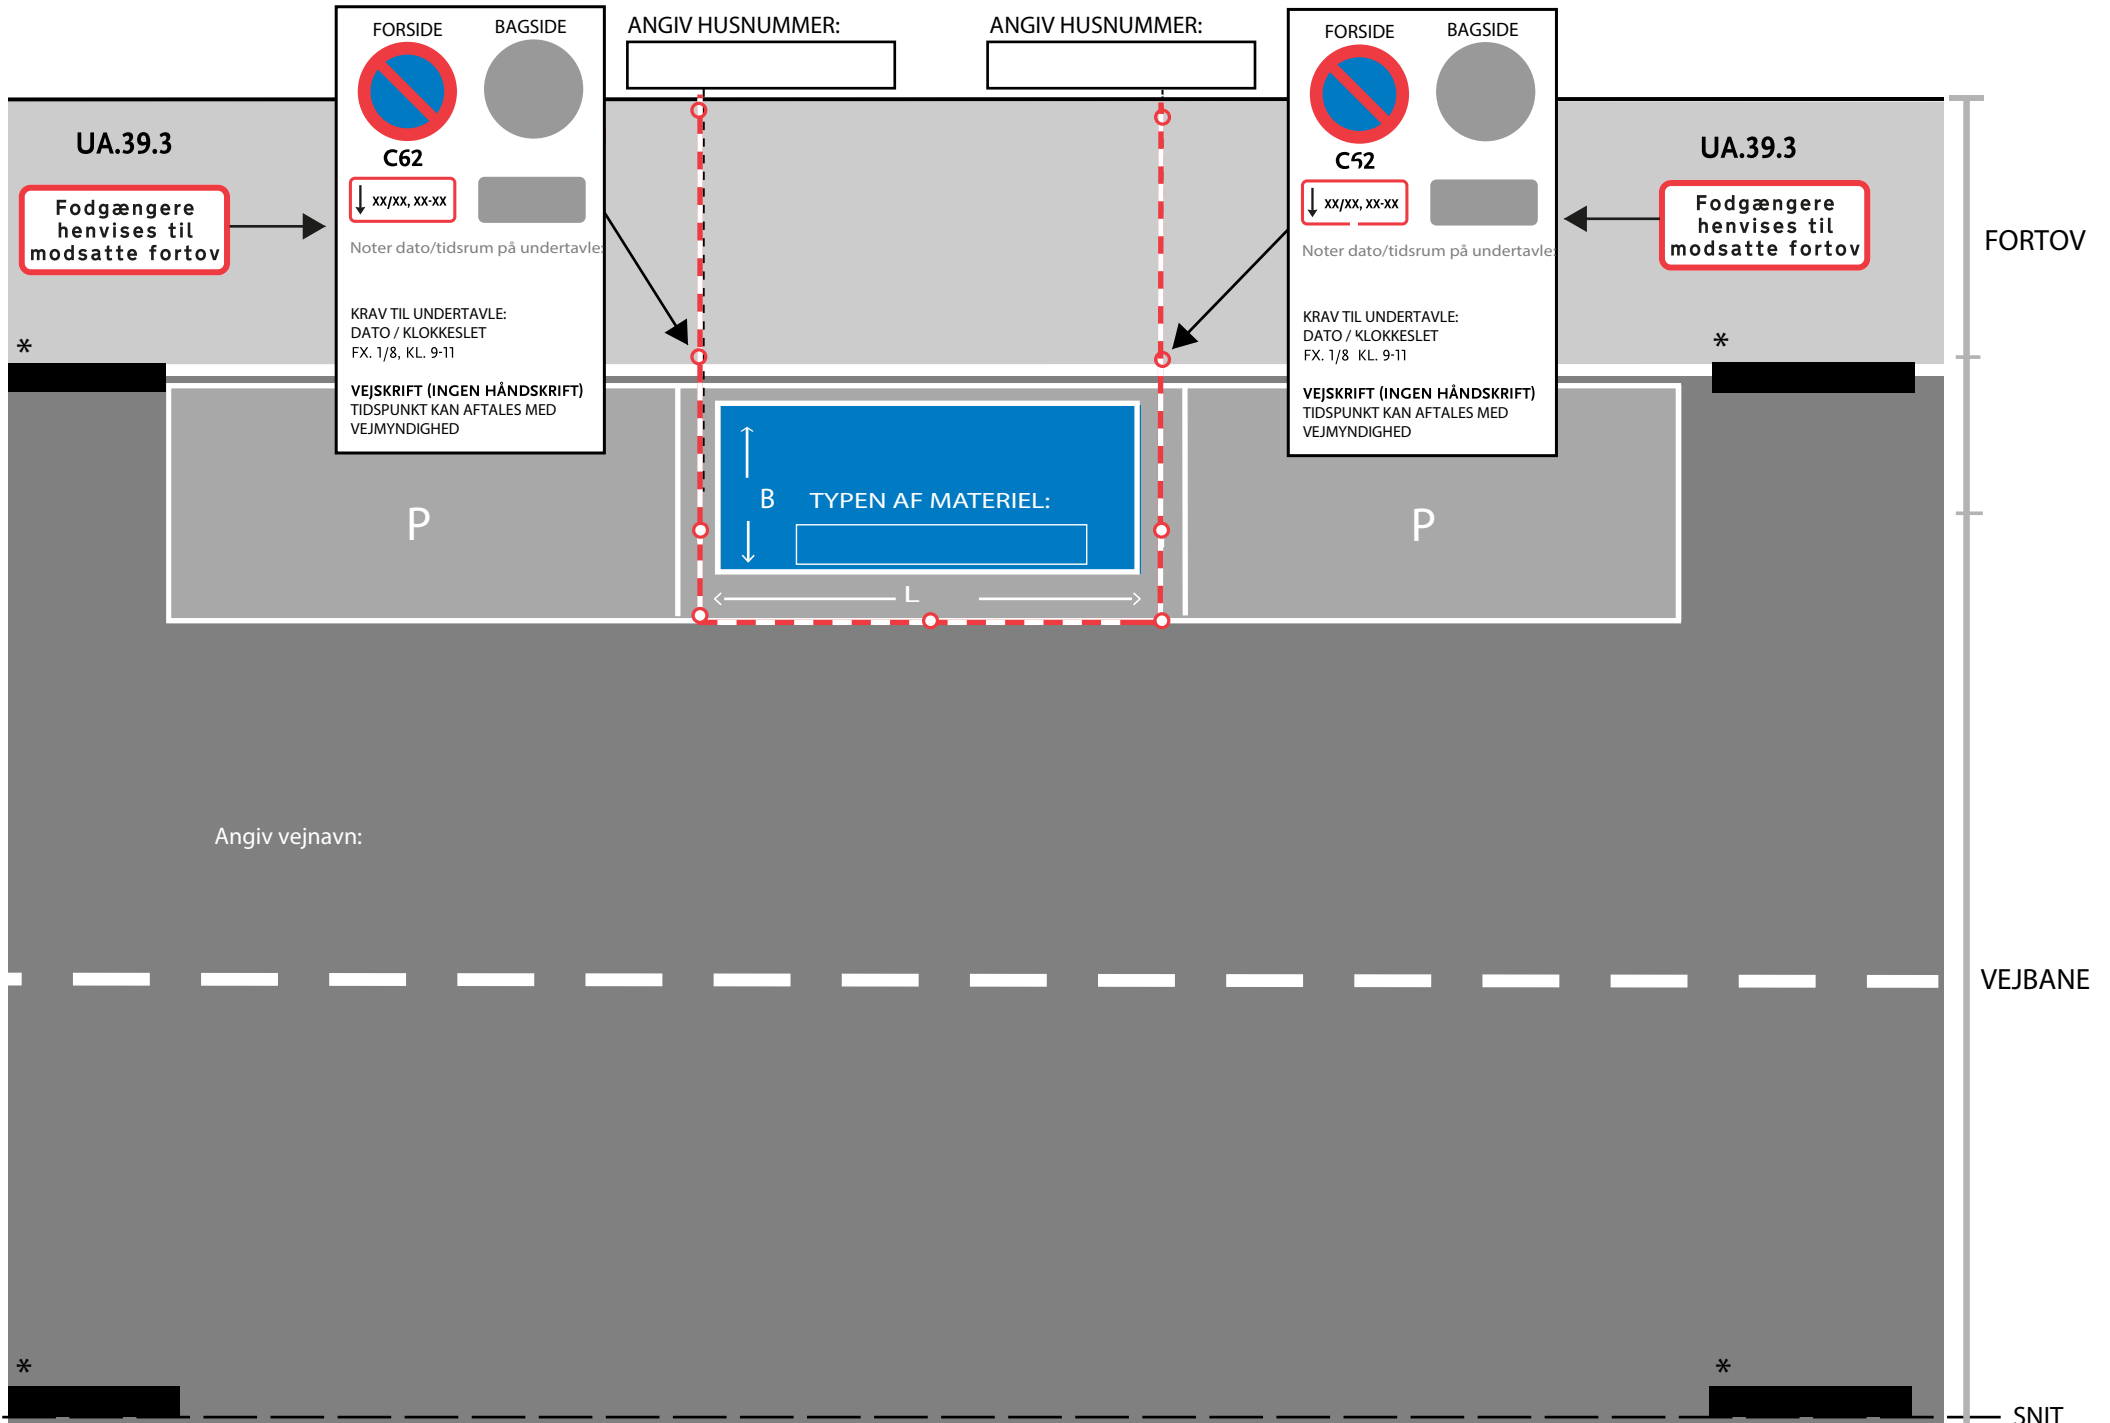 ANGIV HUSNUMMER:
ANGIV HUSNUMMER:
FORSIDE
BAGSIDE
C62
xx/xx, xx-xx
Noter dato/tidsrum på undertavle:
KRAV TIL UNDERTAVLE:
DATO / KLOKKESLET
FX. 1/8, KL. 9-11
VEJSKRIFT (INGEN HÅNDSKRIFT)
TIDSPUNKT KAN AFTALES MED
VEJMYNDIGHED
FORSIDE
BAGSIDE
C62
xx/xx, xx-xx
Noter dato/tidsrum på undertavle:
KRAV TIL UNDERTAVLE:
DATO / KLOKKESLET
FX. 1/8 KL. 9-11
VEJSKRIFT (INGEN HÅNDSKRIFT)
TIDSPUNKT KAN AFTALES MED
VEJMYNDIGHED
UA.39.3
Fodgængere
henvises til
modsatte fortov
UA.39.3
Fodgængere
henvises til
modsatte fortov
FORTOV
*
*
P
B
TYPEN AF MATERIEL:
L
P
Angiv vejnavn:
VEJBANE
*
*
SNIT